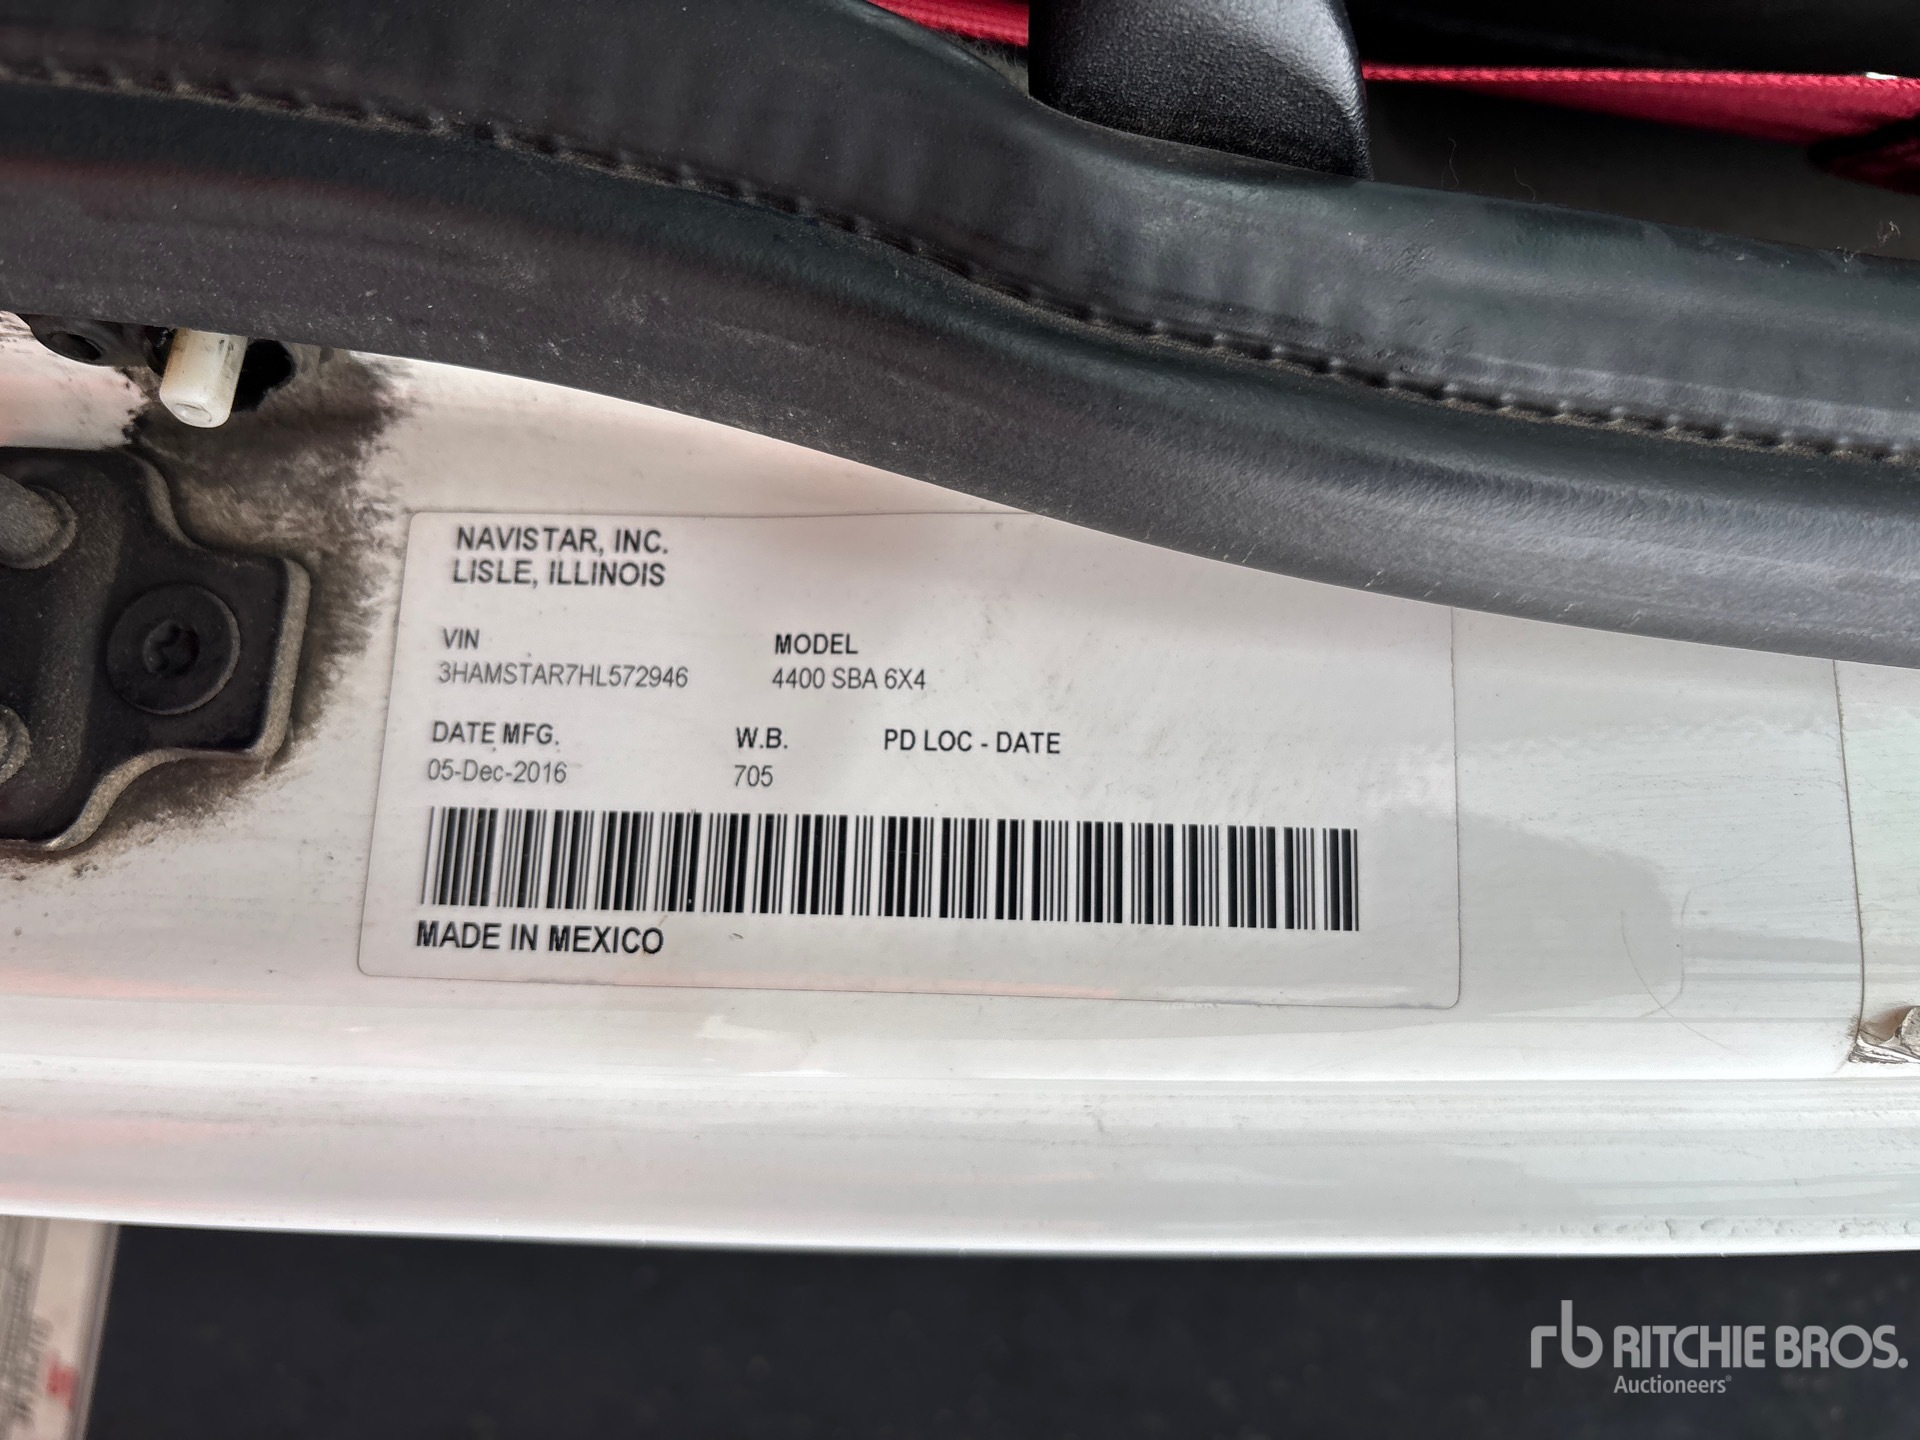 NAVISTAR, INC.
LISLE, ILLINOIS
VIN MODEL
3HAMSTAR7HL572946 4400 SBA 6X4
DATE MFG. W.B. PD LOC - DATE
05-Dec-2016 705
MADE IN MEXICO
rb RITCHIE BROS.
Auctioneers®